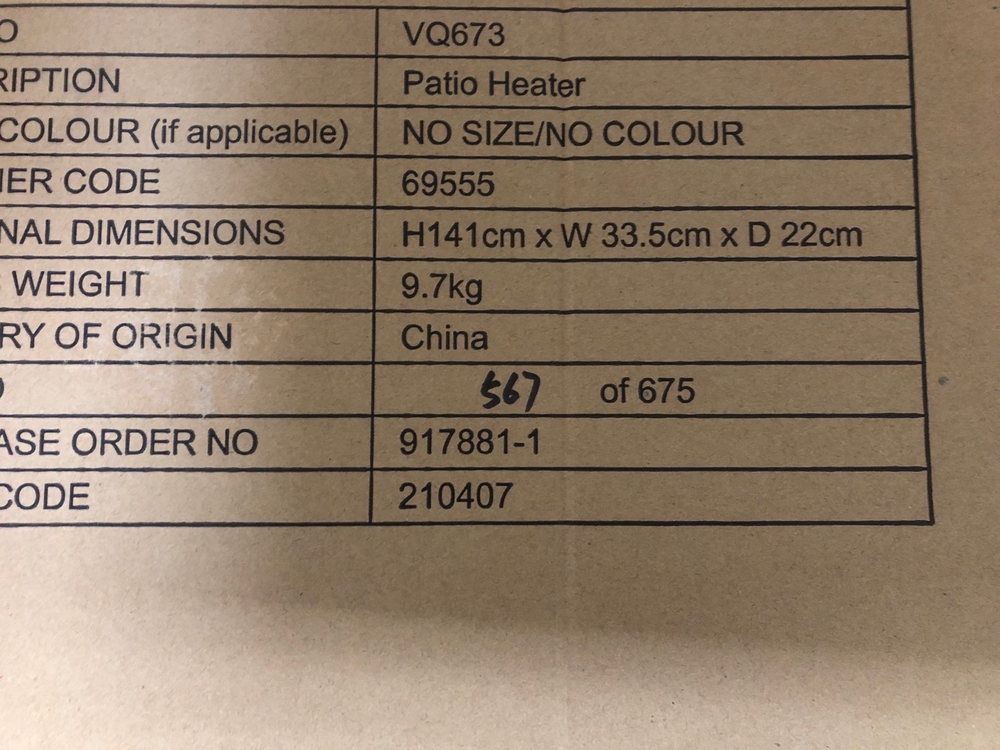 O VQ673
RIPTION Patio Heater
COLOUR (if applicable) NO SIZE/NO COLOUR
IER CODE 69555
NAL DIMENSIONS H141cm x W 33.5cm x D 22cm
WEIGHT 9.7kg
RY OF ORIGIN China
567 of 675
ASE ORDER NO 917881-1
CODE 210407